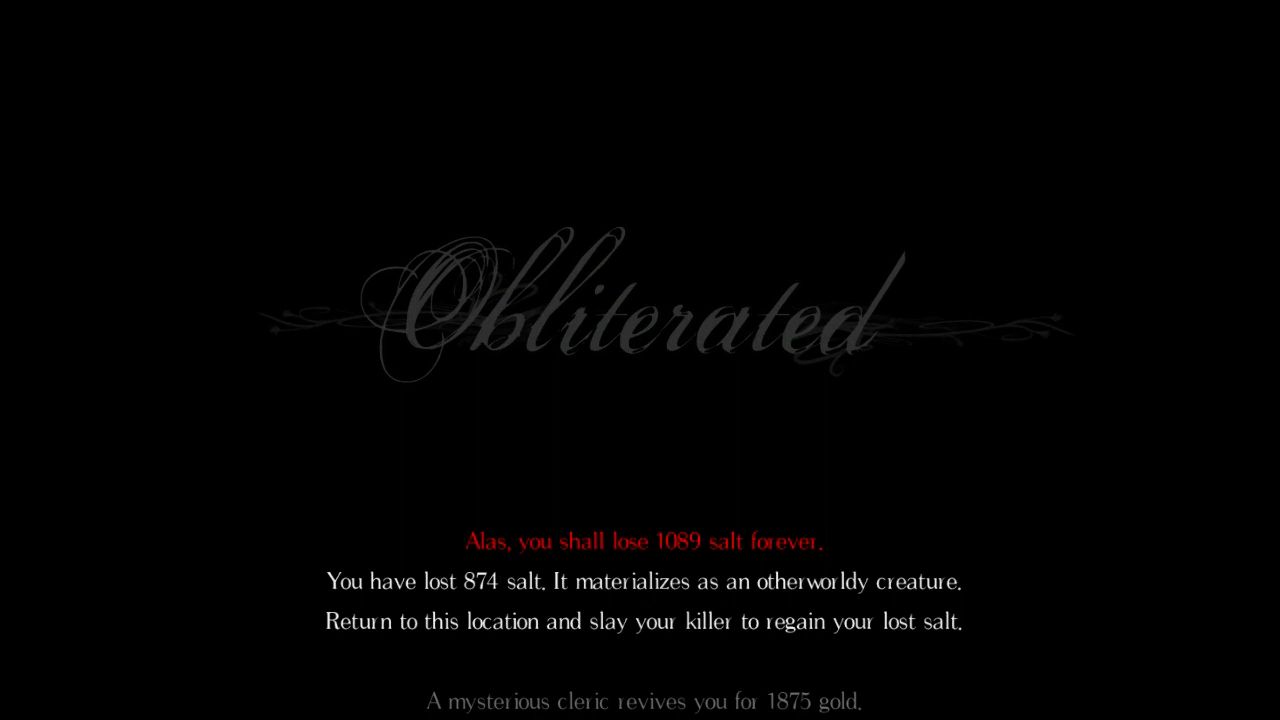 Obliterated
Alas, you shall lose 1089 salt forever.
You have lost 874 salt. It materializes as an otherworldly creature.
Return to this location and slay your killer to regain your lost salt.
A mysterious cleric revives you for 1875 gold.